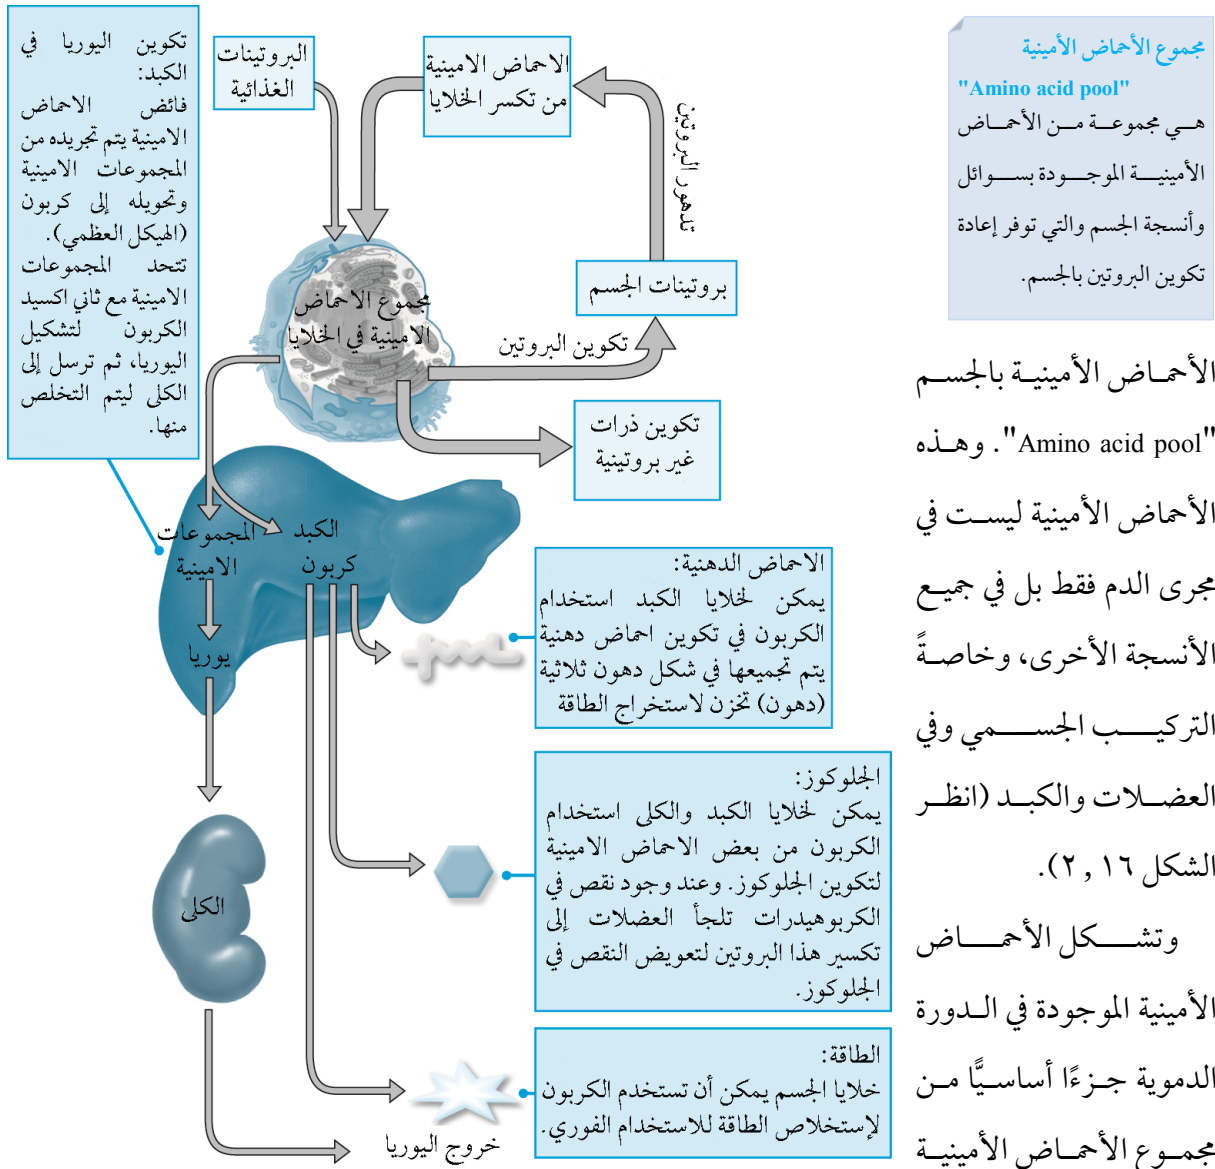 مجموع الأحماض الأمينية
"Amino acid pool"
هي مجموعة من الأحماض
الأمينية الموجودة بسوائل
وأنسجة الجسم والتي توفر إعادة
تكوين البروتين بالجسم.
الأحماض الأمينية بالجسم
"Amino acid pool". وهذه
الأحماض الأمينية ليست في
مجرى الدم فقط بل في جميع
الأنسجة الأخرى، وخاصةً
التركيب الجسمي وفي
العضلات والكبد (انظر
الشكل ١٦ , ٢).
وتشكل الأحماض
الأمينية الموجودة في الدورة
الدموية جزءًا أساسيًّا من
مجموع الأحماض الأمينية
البروتينات
الغذائية
الاحماض الامينية
من تكسر الخلايا
تدهور البروتين
بروتينات الجسم
تكوين البروتين
مجموع الاحماض
الامينية في الخلايا
تكوين ذرات
غير بروتينية
تكوين اليوريا في
الكبد:
فائض الاحماض
الامينية يتم تجريده من
المجموعات الامينية
وتحويله إلى كربون
(الهيكل العظمي).
تتحد المجموعات
الامينية مع ثاني اكسيد
الكربون لتشكيل
اليوريا، ثم ترسل إلى
الكلى ليتم التخلص
منها.
الكبد
المجموعات
الامينية
كربون
يوريا
الاحماض الدهنية:
يمكن لخلايا الكبد استخدام
الكربون في تكوين احماض دهنية
يتم تجميعها في شكل دهون ثلاثية
(دهون) تخزن لاستخراج الطاقة
الجلوكوز:
يمكن لخلايا الكبد والكلى استخدام
الكربون من بعض الاحماض الامينية
لتكوين الجلوكوز. وعند وجود نقص في
الكربوهيدرات تلجأ العضلات إلى
تكسير هذا البروتين لتعويض النقص في
الجلوكوز.
الكلى
الطاقة:
خلايا الجسم يمكن أن تستخدم الكربون
لإستخلاص الطاقة للاستخدام الفوري.
خروج اليوريا